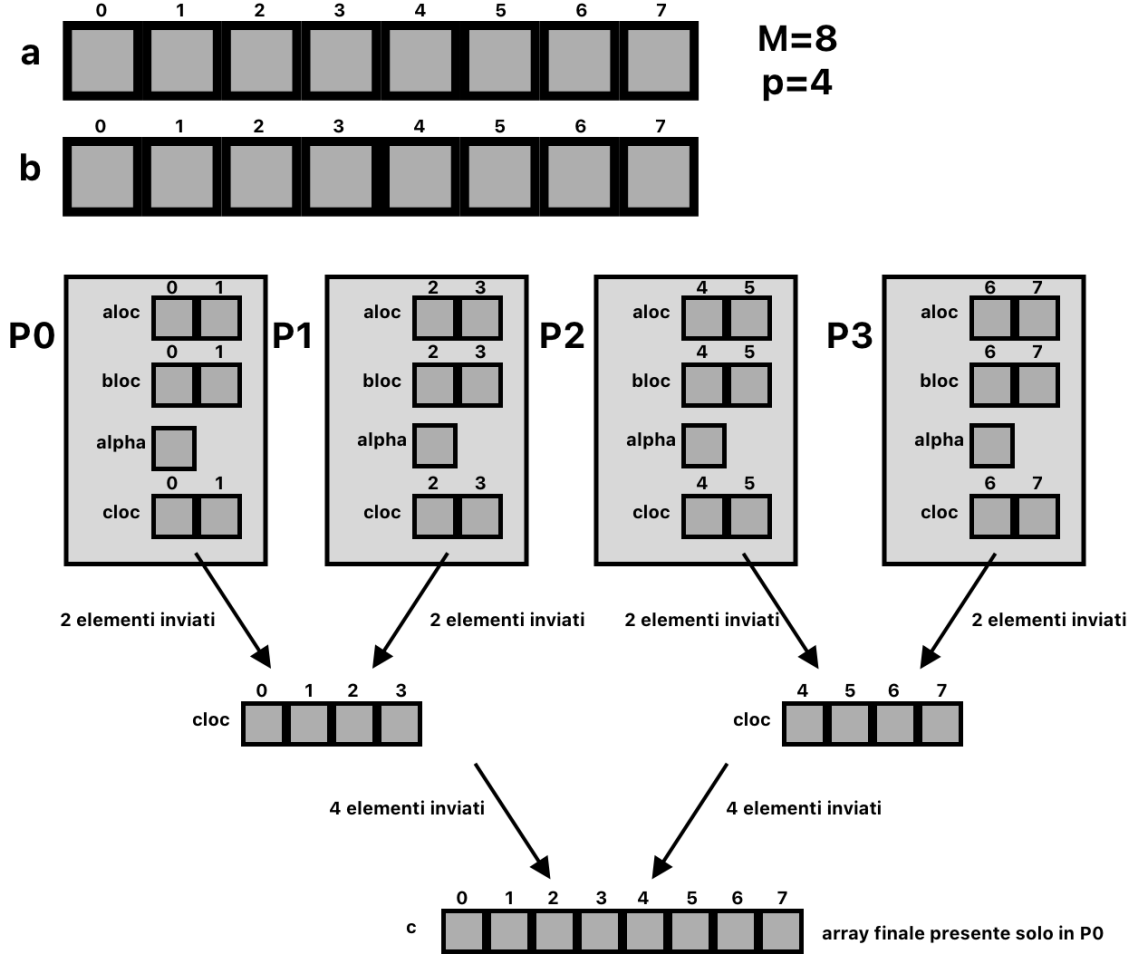 0 1 2 3 4 5 6 7
a
M=8
p=4
0 1 2 3 4 5 6 7
b
P0
0 1
aloc
0 1
bloc
alpha
0 1
cloc
P1
2 3
aloc
2 3
bloc
alpha
2 3
cloc
P2
4 5
aloc
4 5
bloc
alpha
4 5
cloc
P3
6 7
aloc
6 7
bloc
alpha
6 7
cloc
2 elementi inviati
2 elementi inviati
2 elementi inviati
2 elementi inviati
0 1 2 3
cloc
4 5 6 7
cloc
4 elementi inviati
4 elementi inviati
0 1 2 3 4 5 6 7
c
array finale presente solo in P0